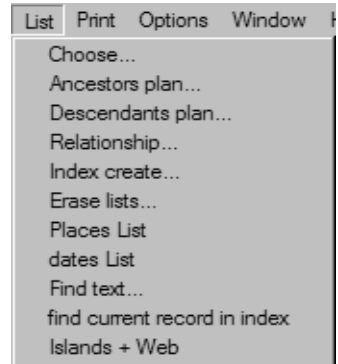 List Print Options Window
Choose...
Ancestors plan...
Descendants plan...
Relationship...
Index create...
Erase lists...
Places List
dates List
Find text...
find current record in index
Islands + Web